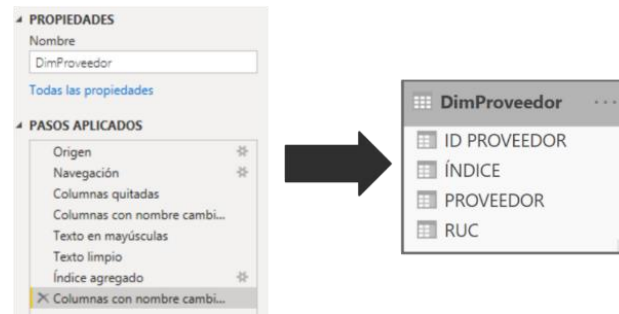 PROPIEDADES
Nombre
DimProveedor
Todas las propiedades
PASOS APLICADOS
Origen
Navegación
Columnas quitadas
Columnas con nombre cambi...
Texto en mayúsculas
Texto limpio
Índice agregado
Columnas con nombre cambi...
DimProveedor
ID PROVEEDOR
ÍNDICE
PROVEEDOR
RUC